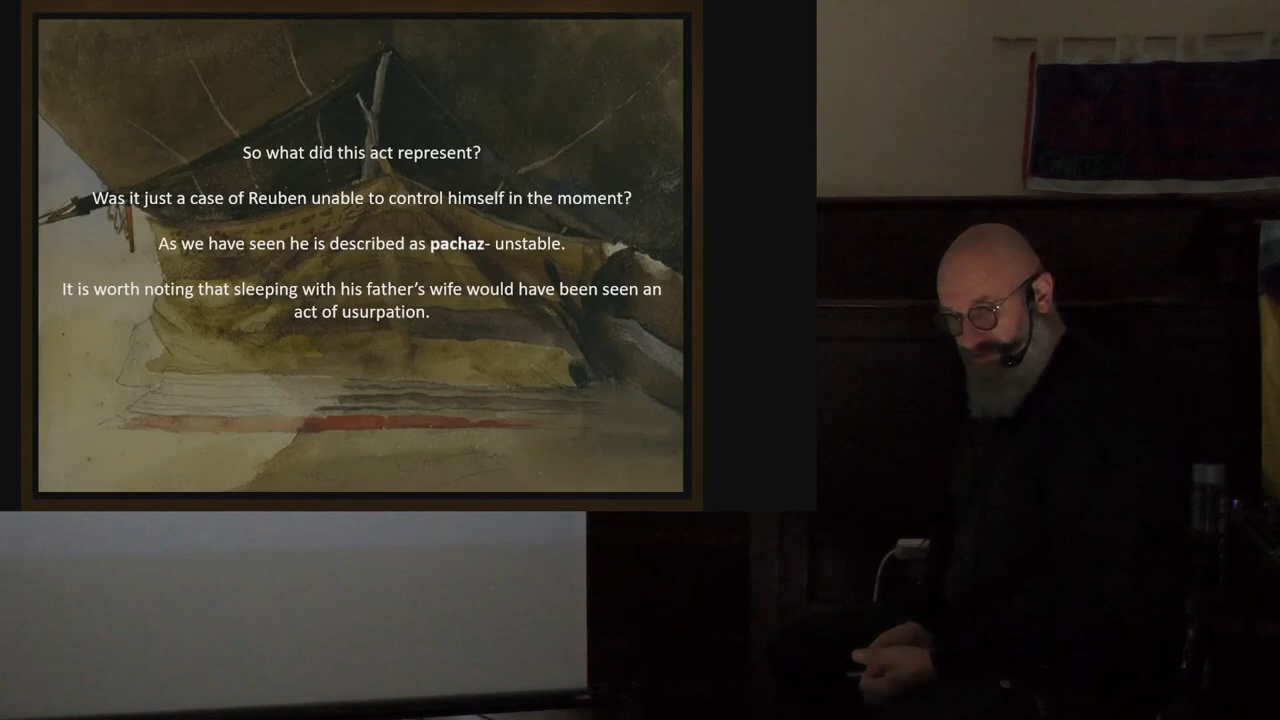 So what did this act represent?
Was it just a case of Reuben unable to control himself in the moment?
As we have seen he is described as pachaz- unstable.
It is worth noting that sleeping with his father’s wife would have been seen an
act of usurpation.